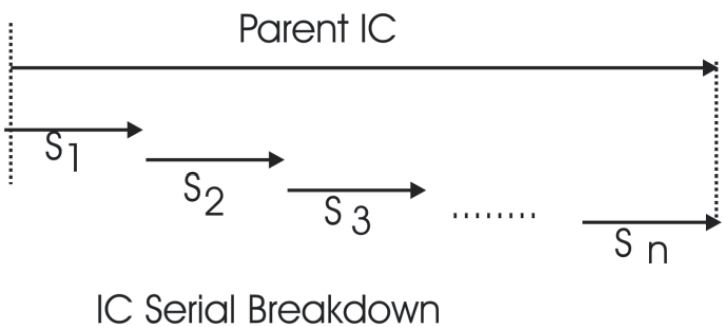 Parent IC
S1
S2
S3
........
Sn
IC Serial Breakdown